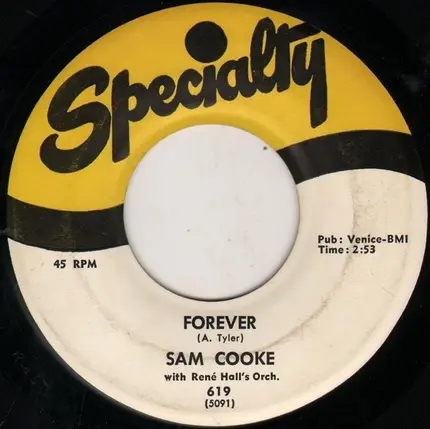 Specialty
45 RPM
Pub: Venice-BMI
Time: 2:53
FOREVER
(A. Tyler)
SAM COOKE
with René Hall's Orch.
619
(5091)